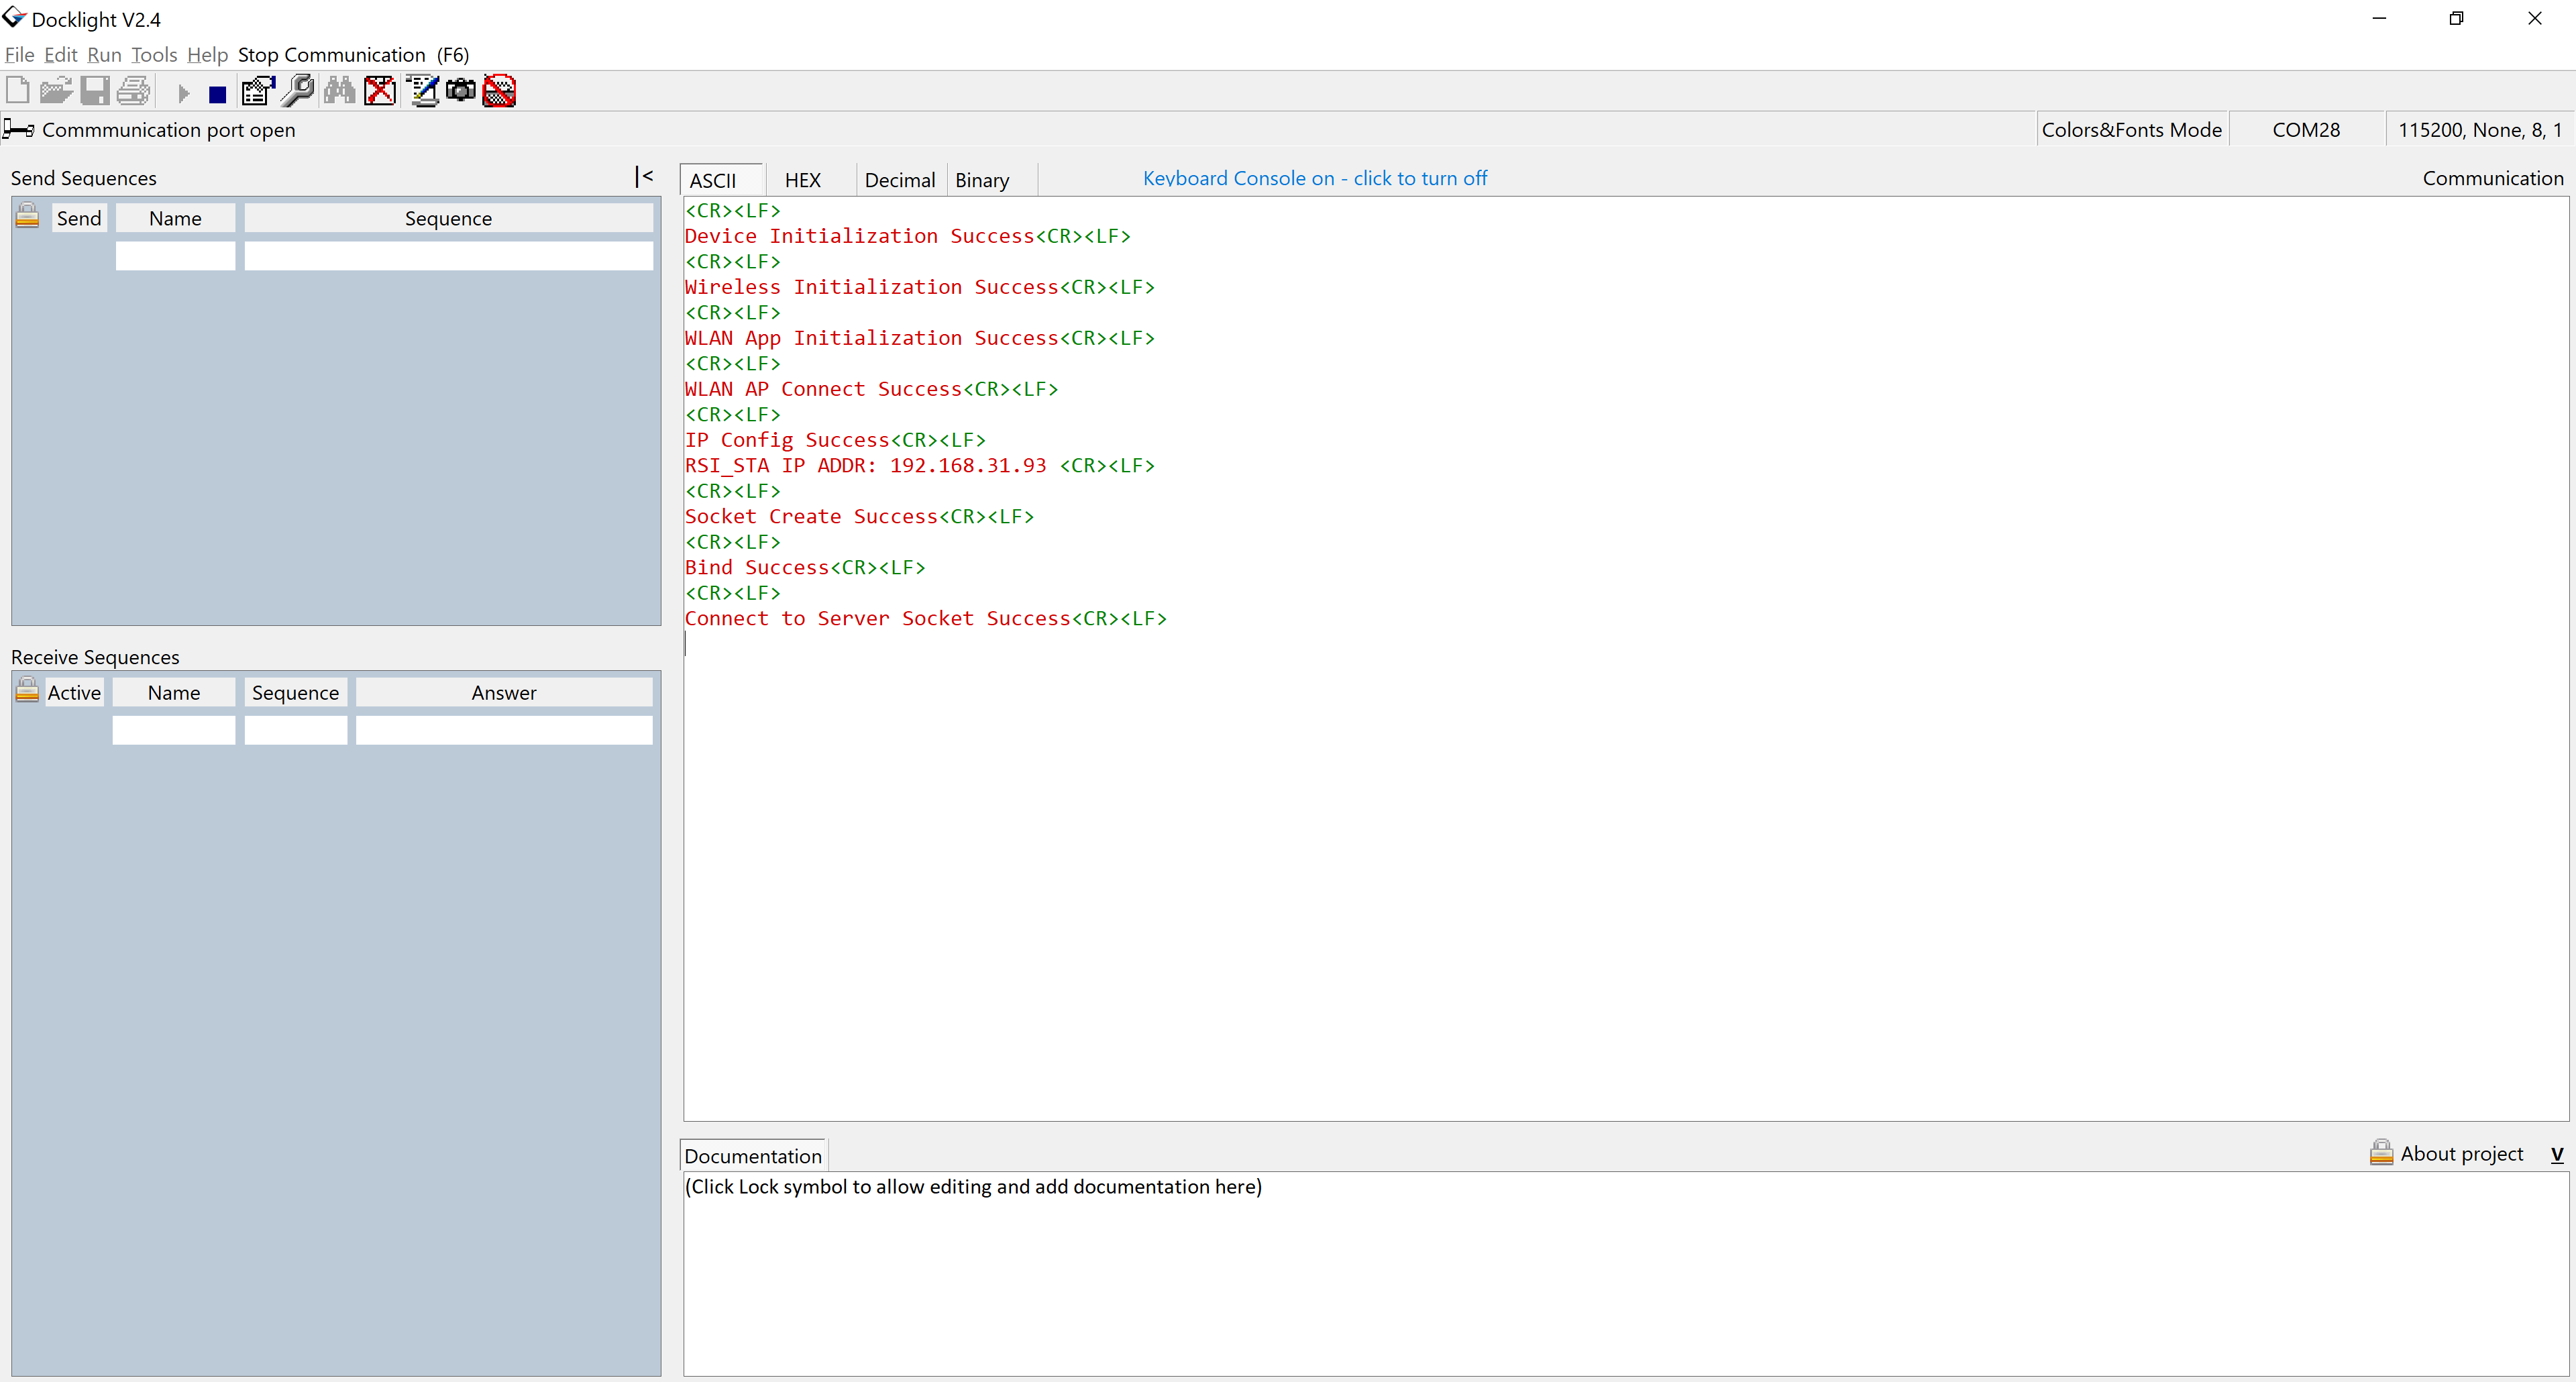 Docklight V2.4
File Edit Run Tools Help Stop Communication (F6)
Commmunication port open
Colors&Fonts Mode
COM28
115200, None, 8, 1
Send Sequences
|<
Send Name Sequence
Receive Sequences
Active Name Sequence Answer
ASCII HEX Decimal Binary
Keyboard Console on - click to turn off
Communication
<CR><LF>
Device Initialization Success<CR><LF>
<CR><LF>
Wireless Initialization Success<CR><LF>
<CR><LF>
WLAN App Initialization Success<CR><LF>
<CR><LF>
WLAN AP Connect Success<CR><LF>
<CR><LF>
IP Config Success<CR><LF>
RSI_STA IP ADDR: 192.168.31.93 <CR><LF>
<CR><LF>
Socket Create Success<CR><LF>
<CR><LF>
Bind Success<CR><LF>
<CR><LF>
Connect to Server Socket Success<CR><LF>
Documentation
About project
V
(Click Lock symbol to allow editing and add documentation here)